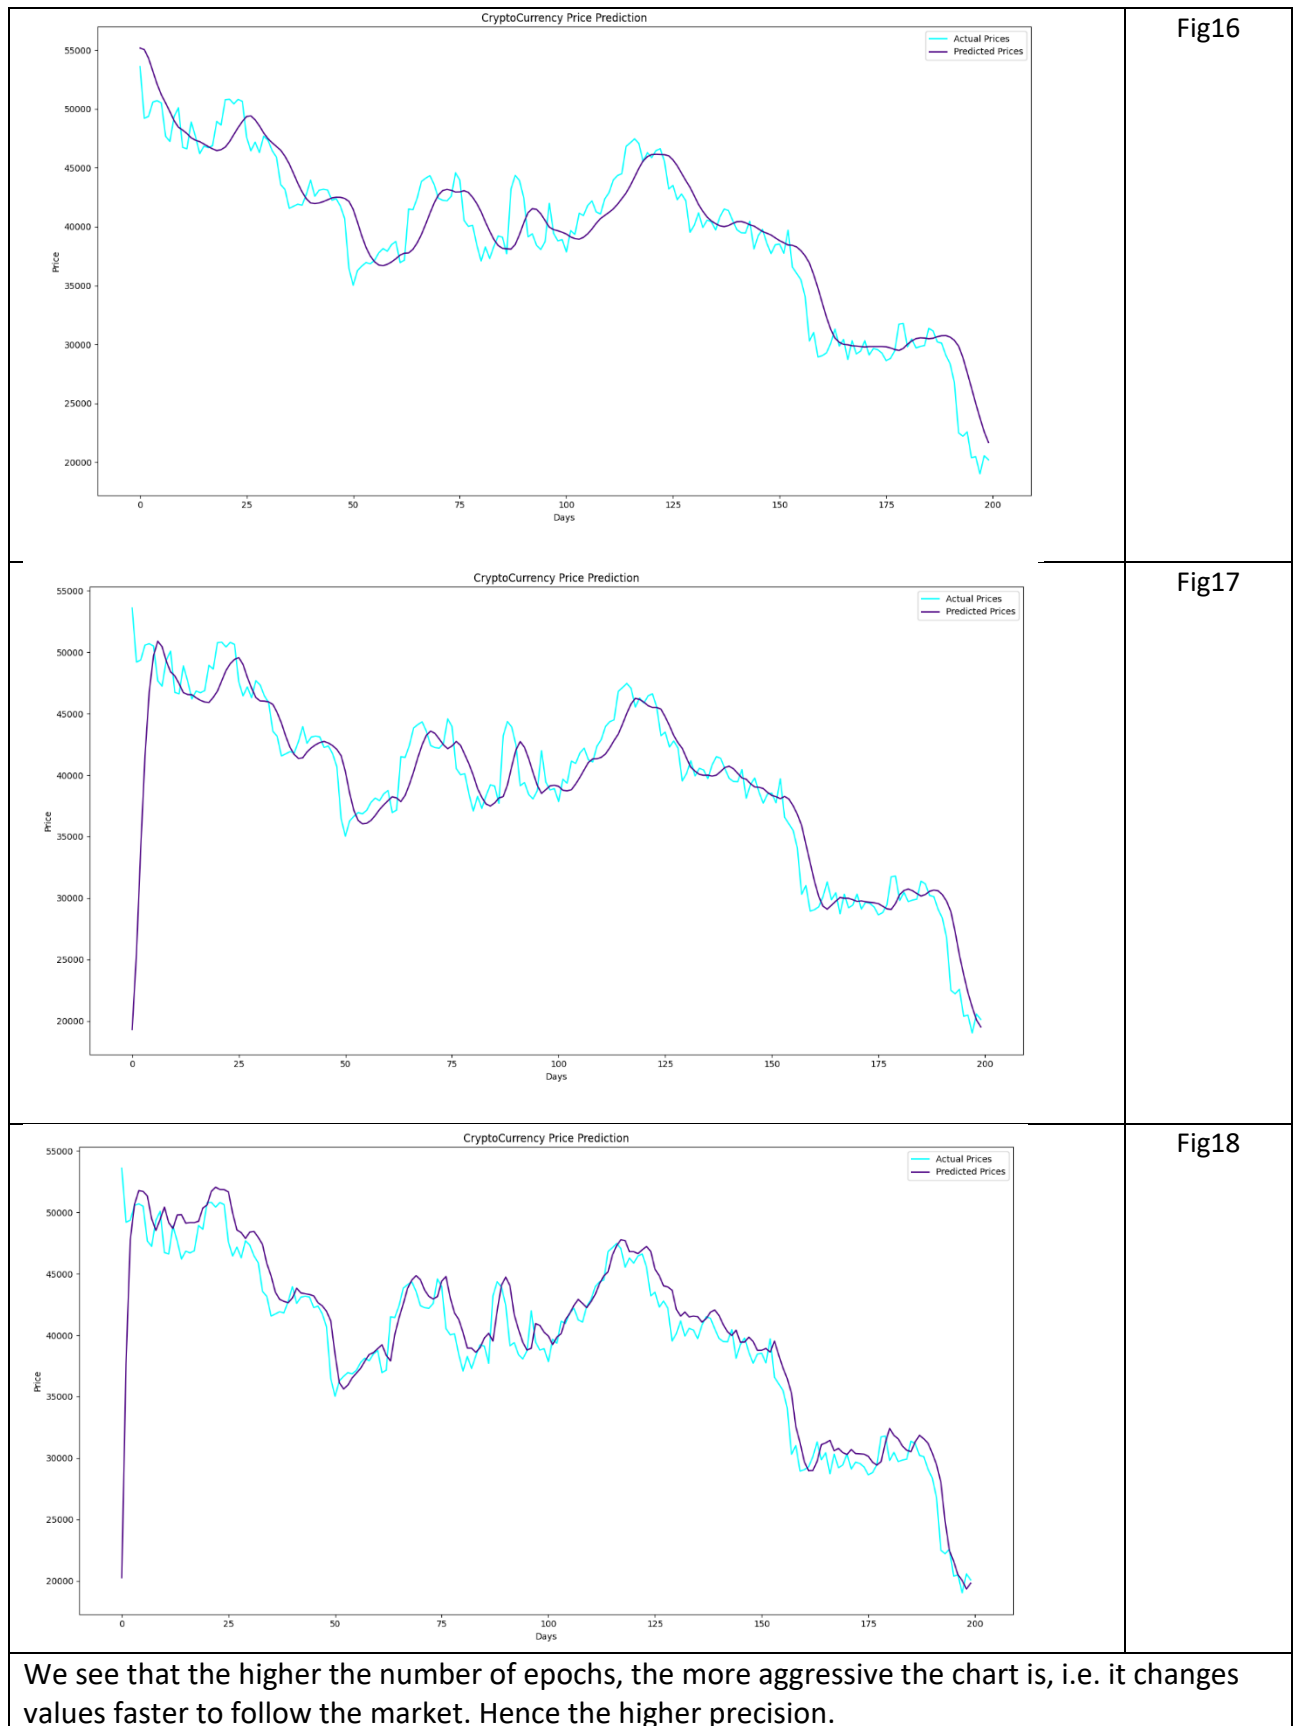 CryptoCurrency Price Prediction
Fig16
Actual Prices
Predicted Prices
55000
50000
45000
40000
35000
30000
25000
20000
Price
0 25 50 75 100 125 150 175 200
Days
CryptoCurrency Price Prediction
Fig17
Actual Prices
Predicted Prices
55000
50000
45000
40000
35000
30000
25000
20000
Price
0 25 50 75 100 125 150 175 200
Days
CryptoCurrency Price Prediction
Fig18
Actual Prices
Predicted Prices
55000
50000
45000
40000
35000
30000
25000
20000
Price
0 25 50 75 100 125 150 175 200
Days
We see that the higher the number of epochs, the more aggressive the chart is, i.e. it changes
values faster to follow the market. Hence the higher precision.